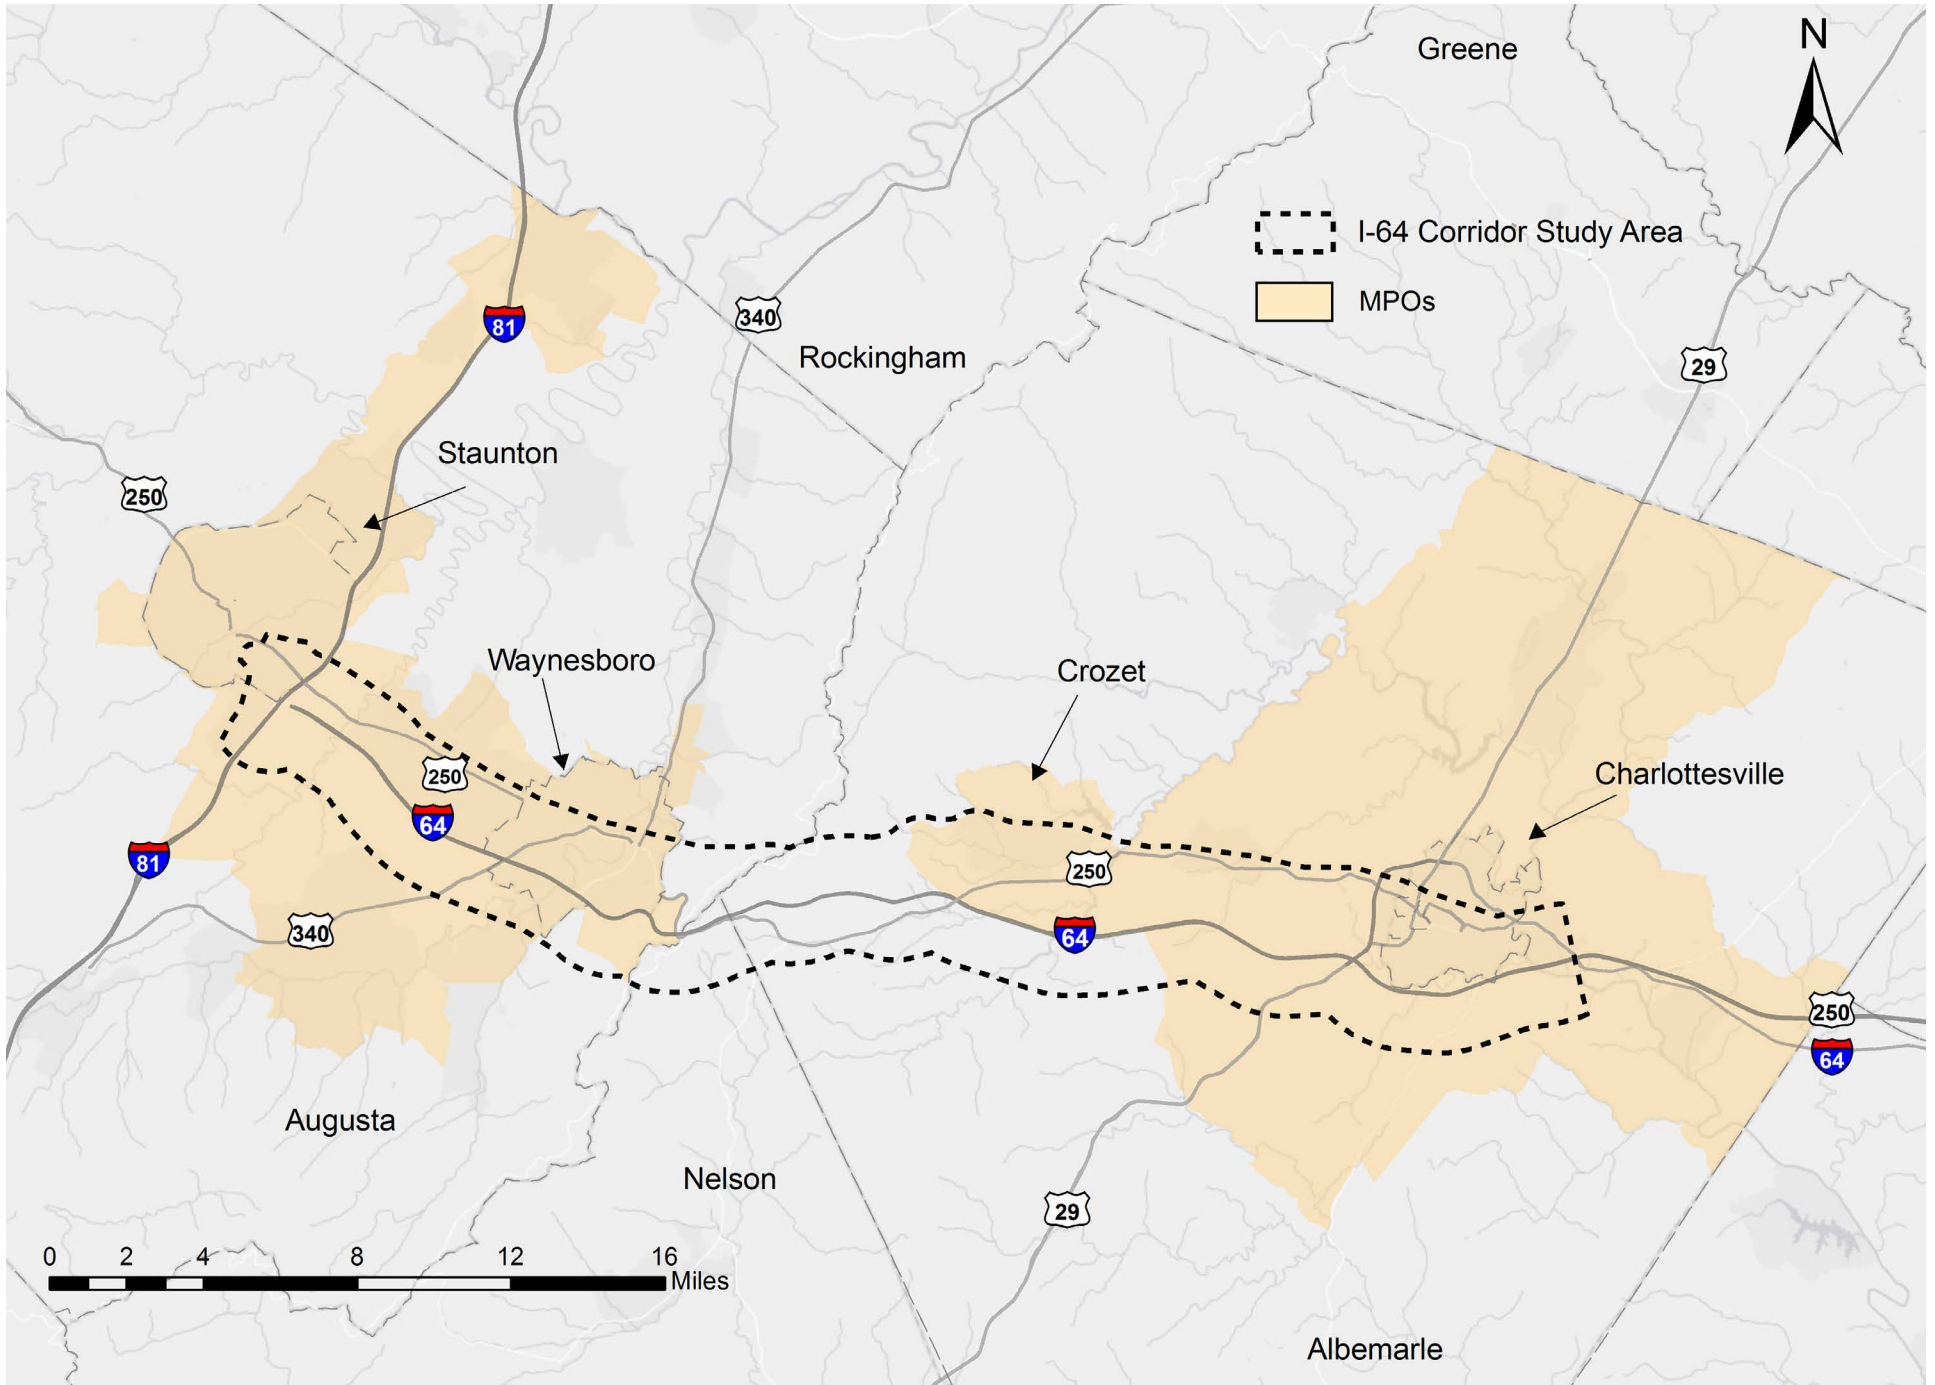 Greene
N
I-64 Corridor Study Area
MPOs
81
340
Rockingham
29
Staunton
250
Waynesboro
Crozet
Charlottesville
250
64
81
250
340
64
250
64
Augusta
Nelson
29
0 2 4 8 12 16
Miles
Albemarle